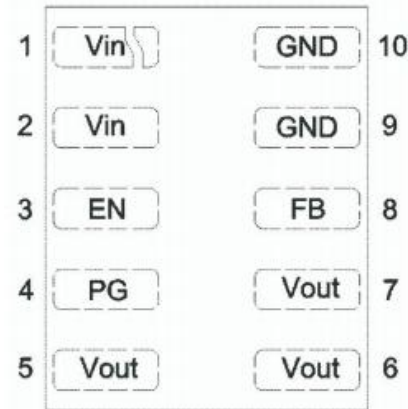 1 Vin GND 10
2 Vin GND 9
3 EN FB 8
4 PG Vout 7
5 Vout Vout 6